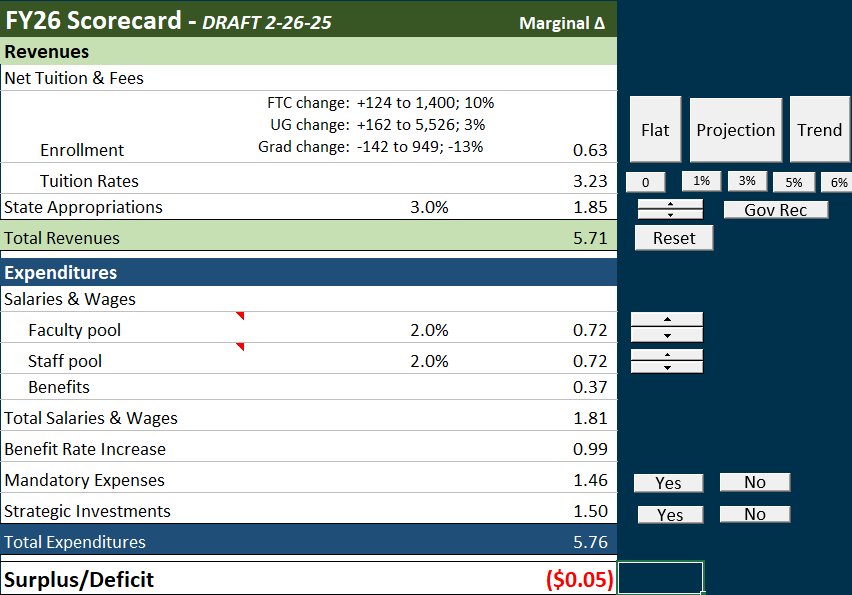 FY26 Scorecard - DRAFT 2-26-25 Marginal Δ
Revenues
Net Tuition & Fees
FTC change: +124 to 1,400; 10%
UG change: +162 to 5,526; 3%
Grad change: -142 to 949; -13%
Enrollment 0.63
Flat Projection Trend
Tuition Rates 3.23
0 1% 3% 5% 6%
State Appropriations 3.0% 1.85
Gov Rec
Total Revenues 5.71
Reset
Expenditures
Salaries & Wages
Faculty pool 2.0% 0.72
Staff pool 2.0% 0.72
Benefits 0.37
Total Salaries & Wages 1.81
Benefit Rate Increase 0.99
Mandatory Expenses 1.46 Yes No
Strategic Investments 1.50 Yes No
Total Expenditures 5.76
Surplus/Deficit ($0.05)